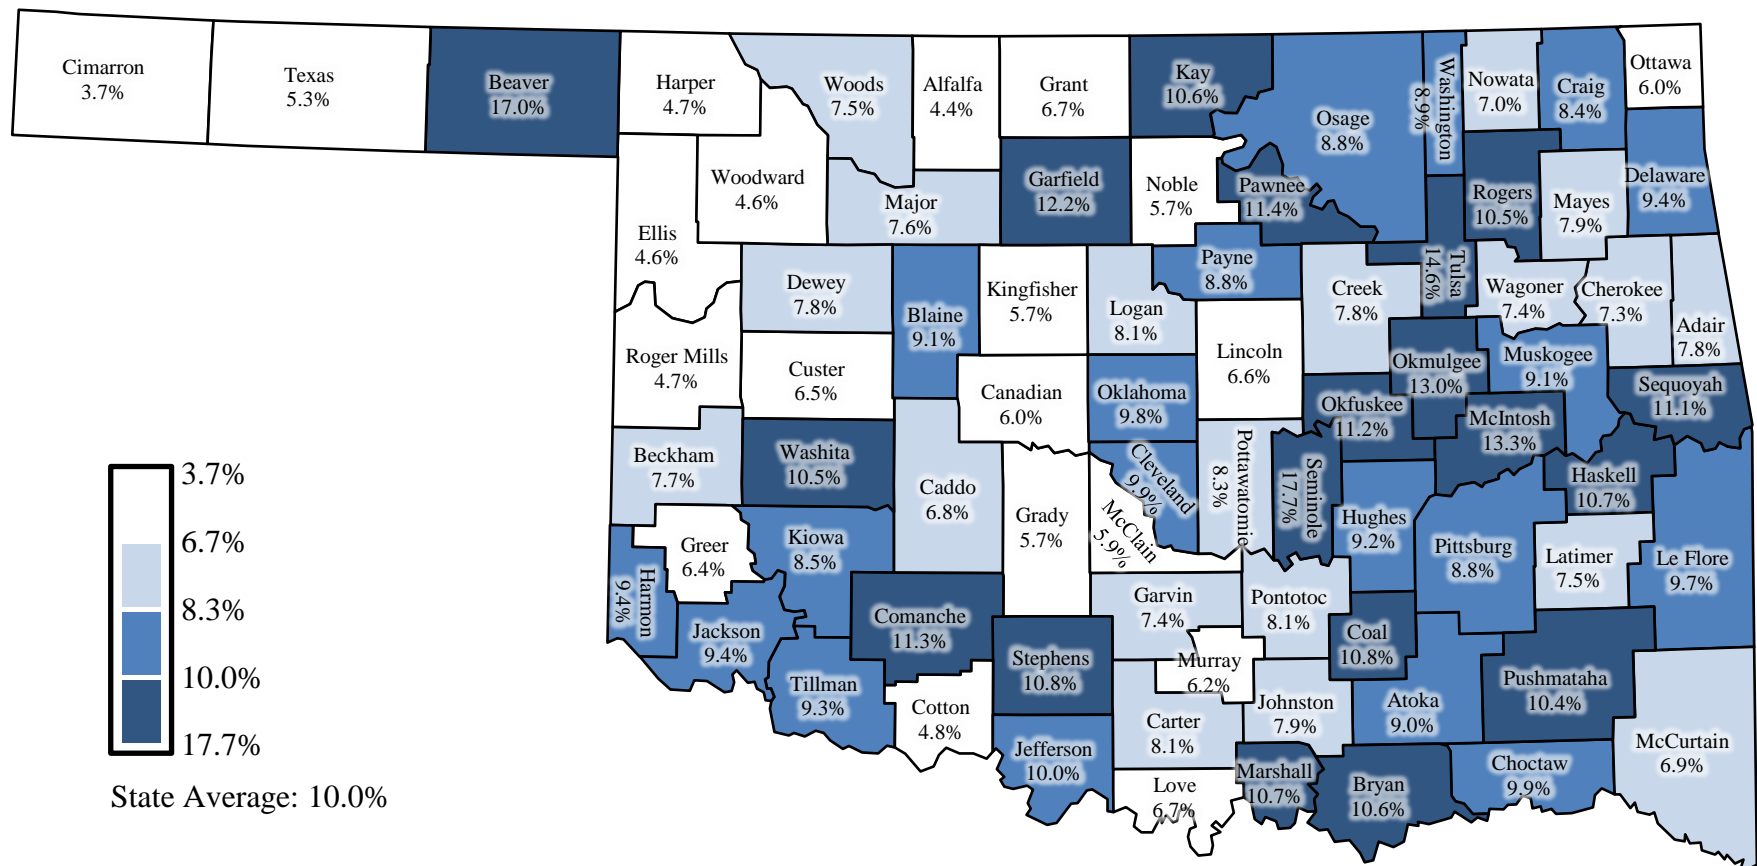 Cimarron
3.7%
Texas
5.3%
Beaver
17.0%
Harper
4.7%
Woods
7.5%
Alfalfa
4.4%
Grant
6.7%
Kay
10.6%
Osage
8.8%
Washington
8.9%
Nowata
7.0%
Craig
8.4%
Ottawa
6.0%
Woodward
4.6%
Major
7.6%
Garfield
12.2%
Noble
5.7%
Pawnee
11.4%
Rogers
10.5%
Mayes
7.9%
Delaware
9.4%
Ellis
4.6%
Dewey
7.8%
Blaine
9.1%
Kingfisher
5.7%
Logan
8.1%
Payne
8.8%
Creek
7.8%
Tulsa
14.6%
Wagoner
7.4%
Cherokee
7.3%
Adair
7.8%
Roger Mills
4.7%
Custer
6.5%
Canadian
6.0%
Oklahoma
9.8%
Lincoln
6.6%
Okmulgee
13.0%
Muskogee
9.1%
Sequoyah
11.1%
Okfuskee
11.2%
McIntosh
13.3%
Beckham
7.7%
Washita
10.5%
Caddo
6.8%
Grady
5.7%
Cleveland
9.9%
McClain
5.9%
Pottawatomie
8.3%
Seminole
17.7%
Hughes
9.2%
Haskell
10.7%
Pittsburg
8.8%
Latimer
7.5%
Le Flore
9.7%
Greer
6.4%
Kiowa
8.5%
Harmon
9.4%
Jackson
9.4%
Comanche
11.3%
Stephens
10.8%
Garvin
7.4%
Pontotoc
8.1%
Coal
10.8%
Murray
6.2%
Tillman
9.3%
Cotton
4.8%
Jefferson
10.0%
Carter
8.1%
Johnston
7.9%
Atoka
9.0%
Pushmataha
10.4%
McCurtain
6.9%
Love
6.7%
Marshall
10.7%
Bryan
10.6%
Choctaw
9.9%
3.7%
6.7%
8.3%
10.0%
17.7%
State Average: 10.0%